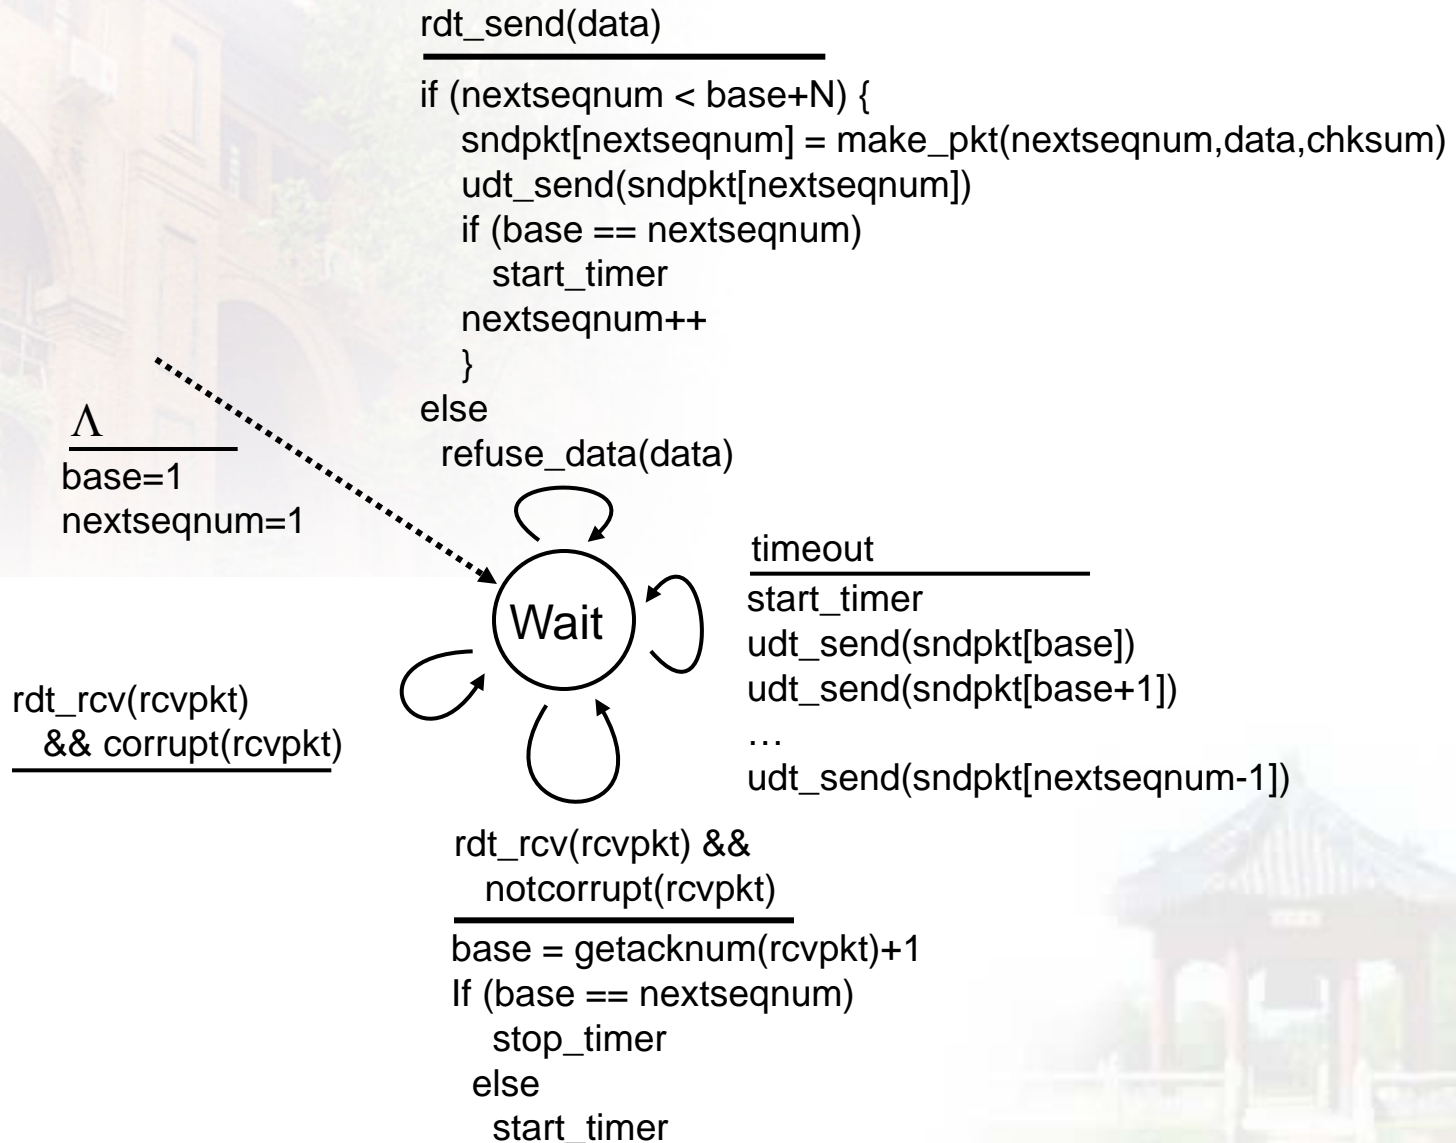 rdt_send(data)
if (nextseqnum < base+N) {
sndpkt[nextseqnum] = make_pkt(nextseqnum,data,chksum)
udt_send(sndpkt[nextseqnum])
if (base == nextseqnum)
start_timer
nextseqnum++
}
else
refuse_data(data)
Λ
base=1
nextseqnum=1
Wait
timeout
start_timer
udt_send(sndpkt[base])
udt_send(sndpkt[base+1])
…
udt_send(sndpkt[nextseqnum-1])
rdt_rcv(rcvpkt)
&& corrupt(rcvpkt)
rdt_rcv(rcvpkt) &&
notcorrupt(rcvpkt)
base = getacknum(rcvpkt)+1
If (base == nextseqnum)
stop_timer
else
start_timer